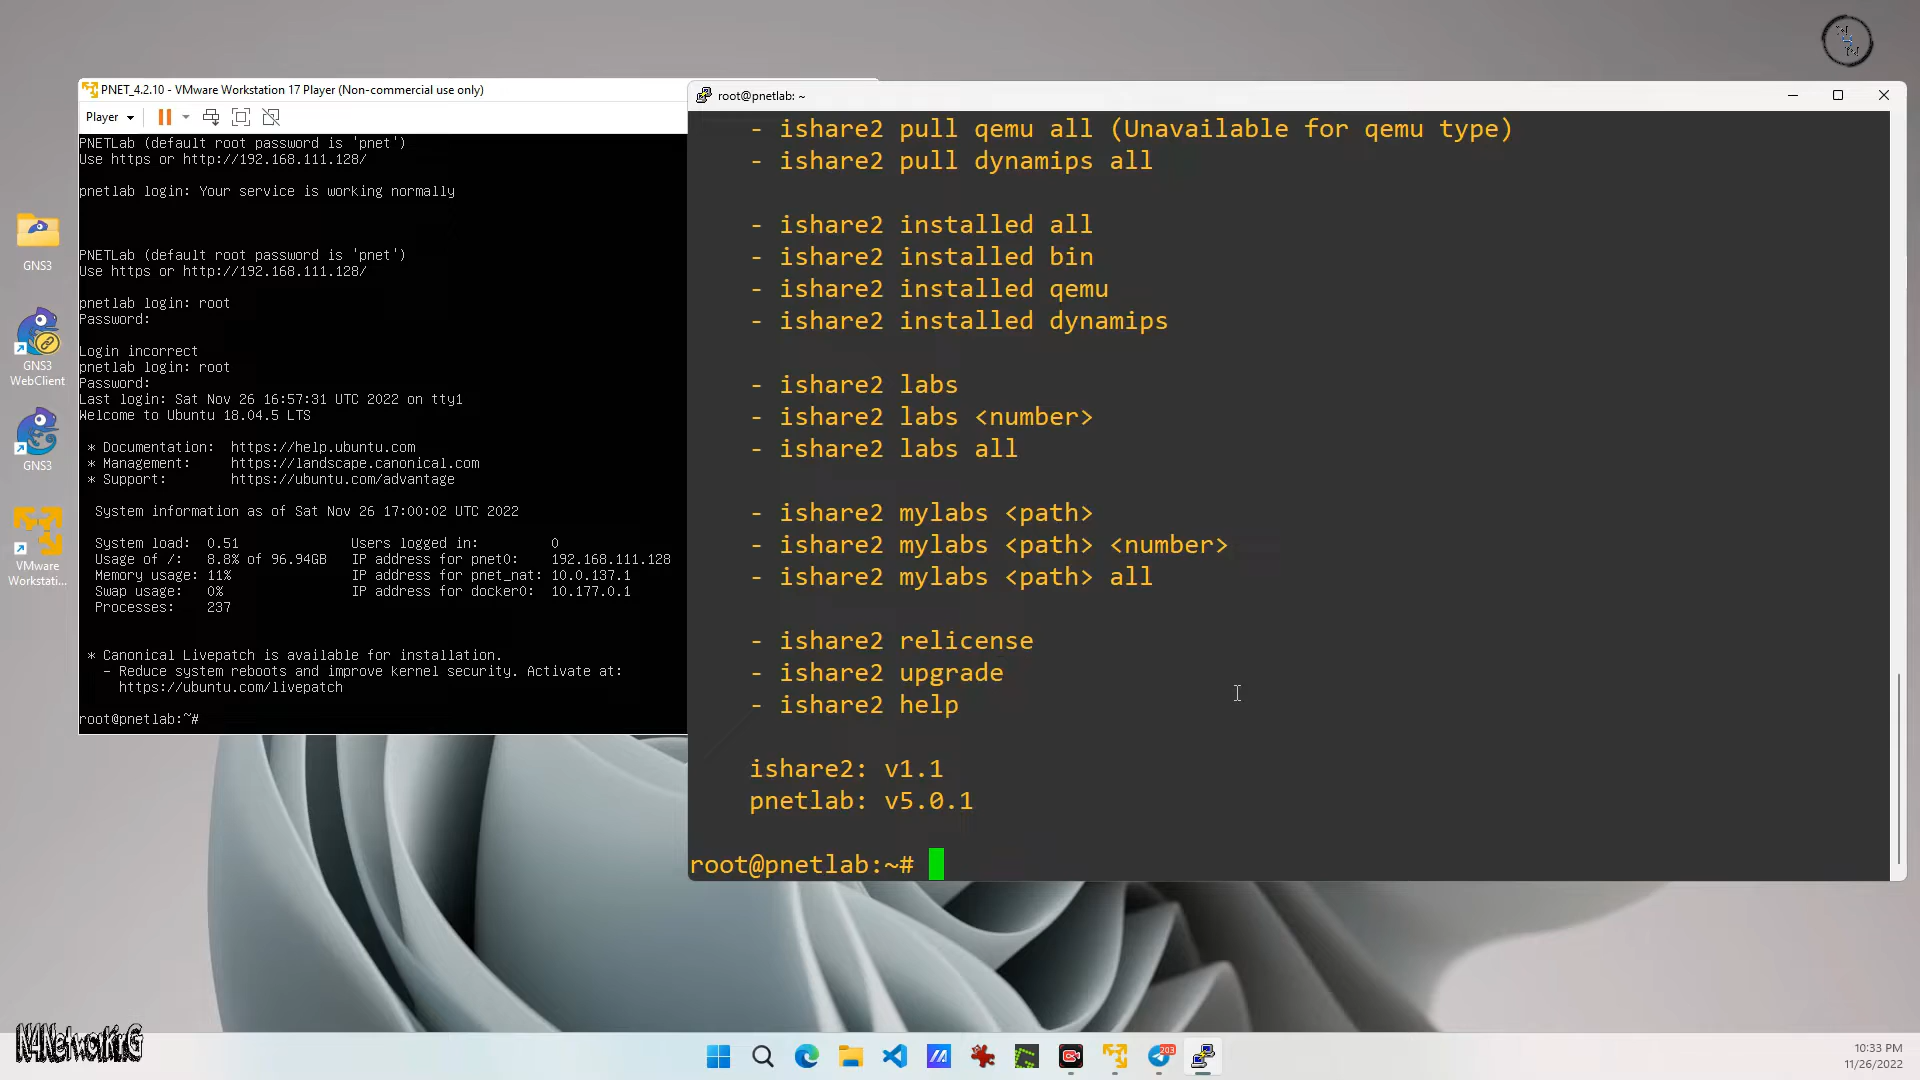 PNET_4.2.10 - VMware Workstation 17 Player (Non-commercial use only)
Player
PNETLab (default root password is 'pnet')
Use https or http://192.168.111.128/
pnetlab login: Your service is working normally
PNETLab (default root password is 'pnet')
Use https or http://192.168.111.128/
pnetlab login: root
Password:
Login incorrect
pnetlab login: root
Password:
Last login: Sat Nov 26 16:57:31 UTC 2022 on tty1
Welcome to Ubuntu 18.04.5 LTS
* Documentation: https://help.ubuntu.com
* Management: https://landscape.canonical.com
* Support: https://ubuntu.com/advantage
System information as of Sat Nov 26 17:00:02 UTC 2022
System load: 0.51 Users logged in: 0
Usage of /: 8.8% of 96.94GB IP address for pnet0: 192.168.111.128
Memory usage: 11% IP address for pnet_nat: 10.0.137.1
Swap usage: 0% IP address for docker0: 10.177.0.1
Processes: 237
* Canonical Livepatch is available for installation.
- Reduce system reboots and improve kernel security. Activate at:
https://ubuntu.com/livepatch
root@pnetlab:~#
root@pnetlab: ~
- ishare2 pull qemu all (Unavailable for qemu type)
- ishare2 pull dynamips all
- ishare2 installed all
- ishare2 installed bin
- ishare2 installed qemu
- ishare2 installed dynamips
- ishare2 labs
- ishare2 labs <number>
- ishare2 labs all
- ishare2 mylabs <path>
- ishare2 mylabs <path> <number>
- ishare2 mylabs <path> all
- ishare2 relicense
- ishare2 upgrade
- ishare2 help
ishare2: v1.1
pnetlab: v5.0.1
root@pnetlab:~#
GNS3
GNS3
WebClient
GNS3
VMware
Workstati...
203
10:33 PM
11/26/2022